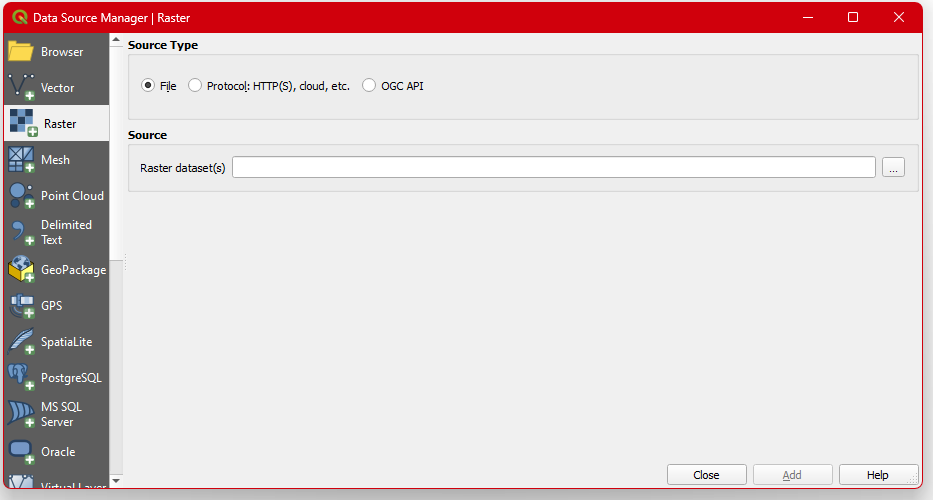 Data Source Manager | Raster
Browser
Vector
Raster
Mesh
Point Cloud
Delimited
Text
GeoPackage
GPS
SpatiaLite
PostgreSQL
MS SQL
Server
Oracle
Virtual Layer
Source Type
File
Protocol: HTTP(S), cloud, etc.
OGC API
Source
Raster dataset(s)
...
Close
Add
Help